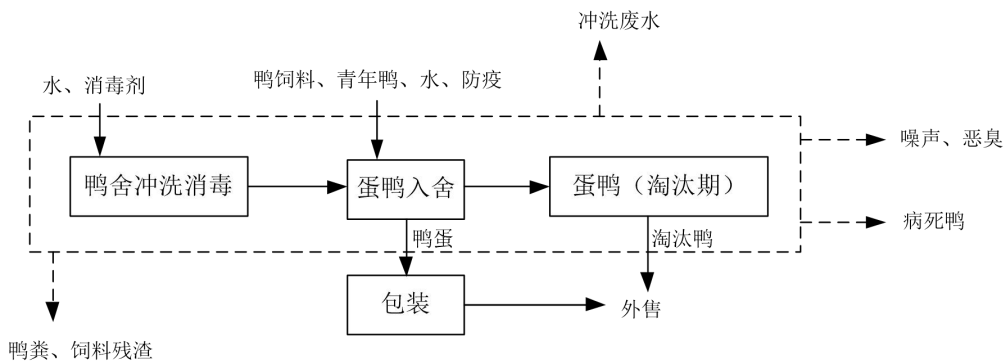 冲洗废水
水、消毒剂
鸭饲料、青年鸭、水、防疫
噪声、恶臭
鸭舍冲洗消毒
蛋鸭入舍
蛋鸭（淘汰期）
病死鸭
鸭蛋
淘汰鸭
包装
外售
鸭粪、饲料残渣